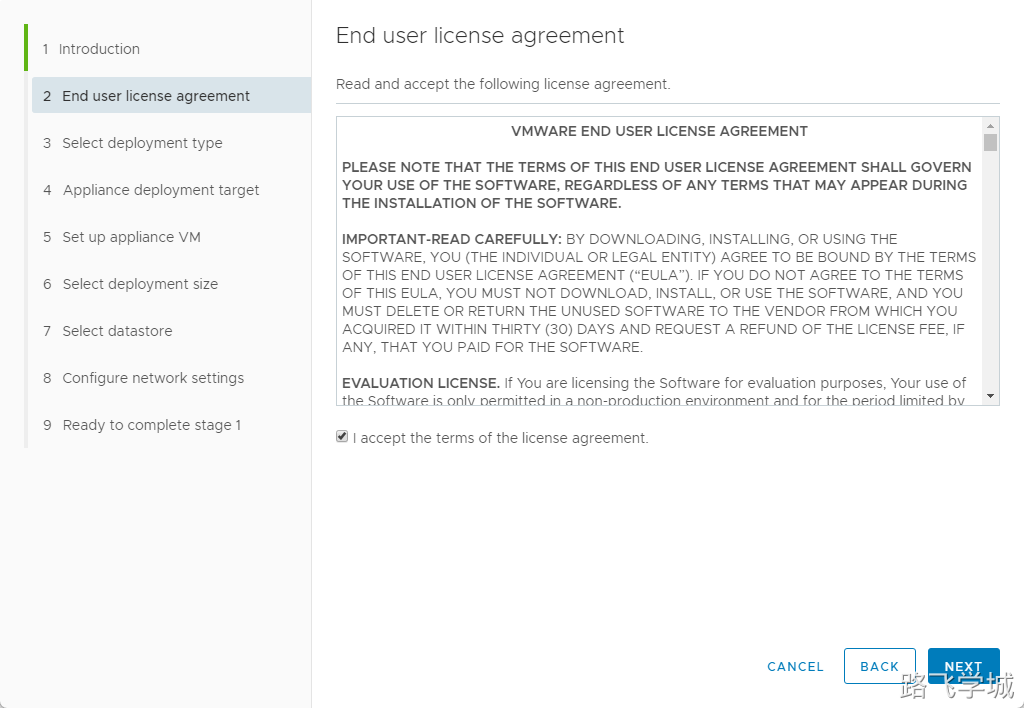 1 Introduction
2 End user license agreement
3 Select deployment type
4 Appliance deployment target
5 Set up appliance VM
6 Select deployment size
7 Select datastore
8 Configure network settings
9 Ready to complete stage 1
End user license agreement
Read and accept the following license agreement.
VMWARE END USER LICENSE AGREEMENT
PLEASE NOTE THAT THE TERMS OF THIS END USER LICENSE AGREEMENT SHALL GOVERN
YOUR USE OF THE SOFTWARE, REGARDLESS OF ANY TERMS THAT MAY APPEAR DURING
THE INSTALLATION OF THE SOFTWARE.
IMPORTANT-READ CAREFULLY: BY DOWNLOADING, INSTALLING, OR USING THE
SOFTWARE, YOU (THE INDIVIDUAL OR LEGAL ENTITY) AGREE TO BE BOUND BY THE TERMS
OF THIS END USER LICENSE AGREEMENT (“EULA”). IF YOU DO NOT AGREE TO THE TERMS
OF THIS EULA, YOU MUST NOT DOWNLOAD, INSTALL, OR USE THE SOFTWARE, AND YOU
MUST DELETE OR RETURN THE UNUSED SOFTWARE TO THE VENDOR FROM WHICH YOU
ACQUIRED IT WITHIN THIRTY (30) DAYS AND REQUEST A REFUND OF THE LICENSE FEE, IF
ANY, THAT YOU PAID FOR THE SOFTWARE.
EVALUATION LICENSE. If You are licensing the Software for evaluation purposes, Your use of
the Software is only permitted in a non-production environment and for the period limited by
I accept the terms of the license agreement.
CANCEL BACK NEXT
路飞学城